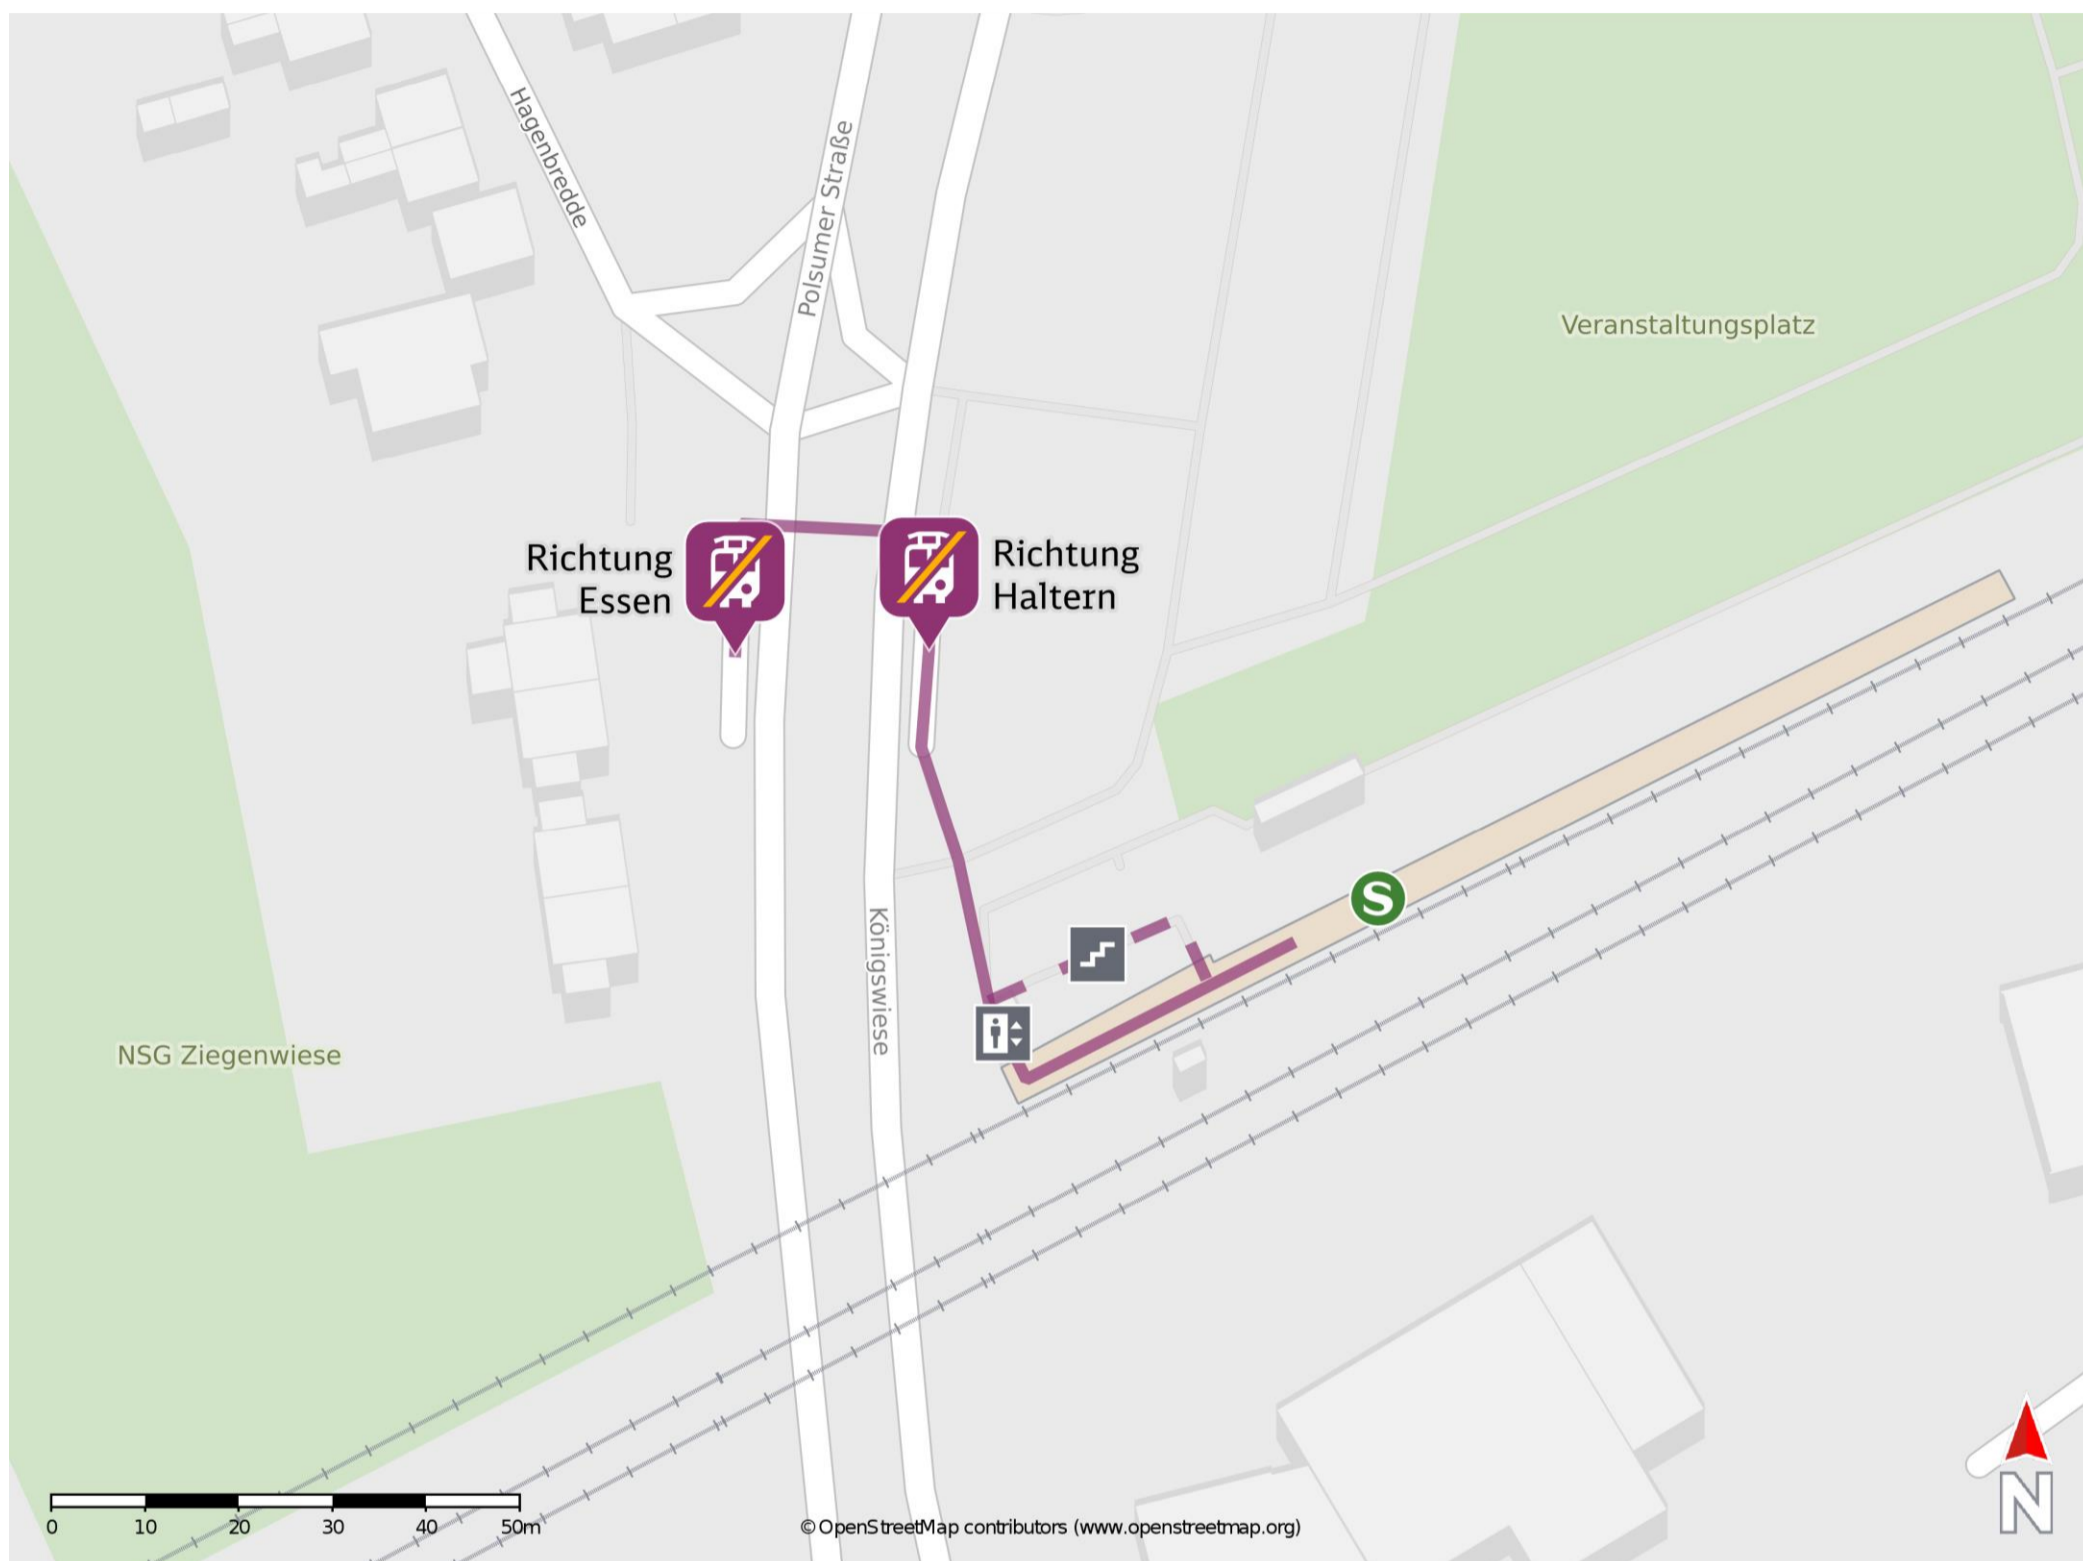 Hagenbredde
Polsumer Straße
Veranstaltungsplatz
Richtung
Essen
Richtung
Haltern
S
Königswiese
NSG Ziegenwiese
0 10 20 30 40 50m
© OpenStreetMap contributors (www.openstreetmap.org)
N